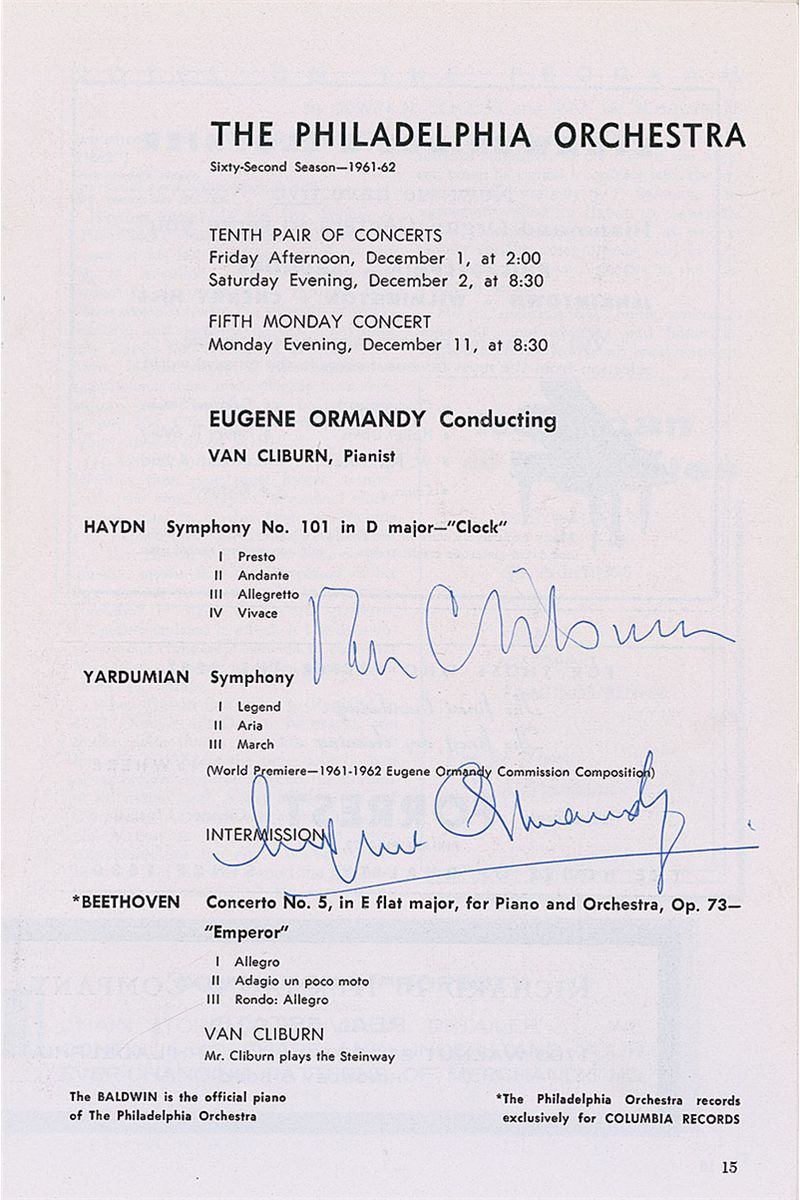 THE PHILADELPHIA ORCHESTRA
Sixty-Second Season—1961-62
TENTH PAIR OF CONCERTS
Friday Afternoon, December 1, at 2:00
Saturday Evening, December 2, at 8:30
FIFTH MONDAY CONCERT
Monday Evening, December 11, at 8:30
EUGENE ORMANDY Conducting
VAN CLIBURN, Pianist
HAYDN Symphony No. 101 in D major—"Clock"
I Presto
II Andante
III Allegretto
IV Vivace
Van Cliburn
YARDUMIAN Symphony
I Legend
II Aria
III March
(World Premiere—1961-1962 Eugene Ormandy Commission Composition)
Eugene Ormandy
INTERMISSION
*BEETHOVEN Concerto No. 5, in E flat major, for Piano and Orchestra, Op. 73—
"Emperor"
I Allegro
II Adagio un poco moto
III Rondo: Allegro
VAN CLIBURN
Mr. Cliburn plays the Steinway
The BALDWIN is the official piano
of The Philadelphia Orchestra
*The Philadelphia Orchestra records
exclusively for COLUMBIA RECORDS
15